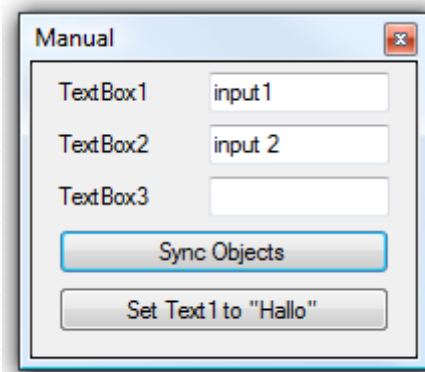 Manual
TextBox1 input1
TextBox2 input 2
TextBox3
Sync Objects
Set Text1 to "Hallo"